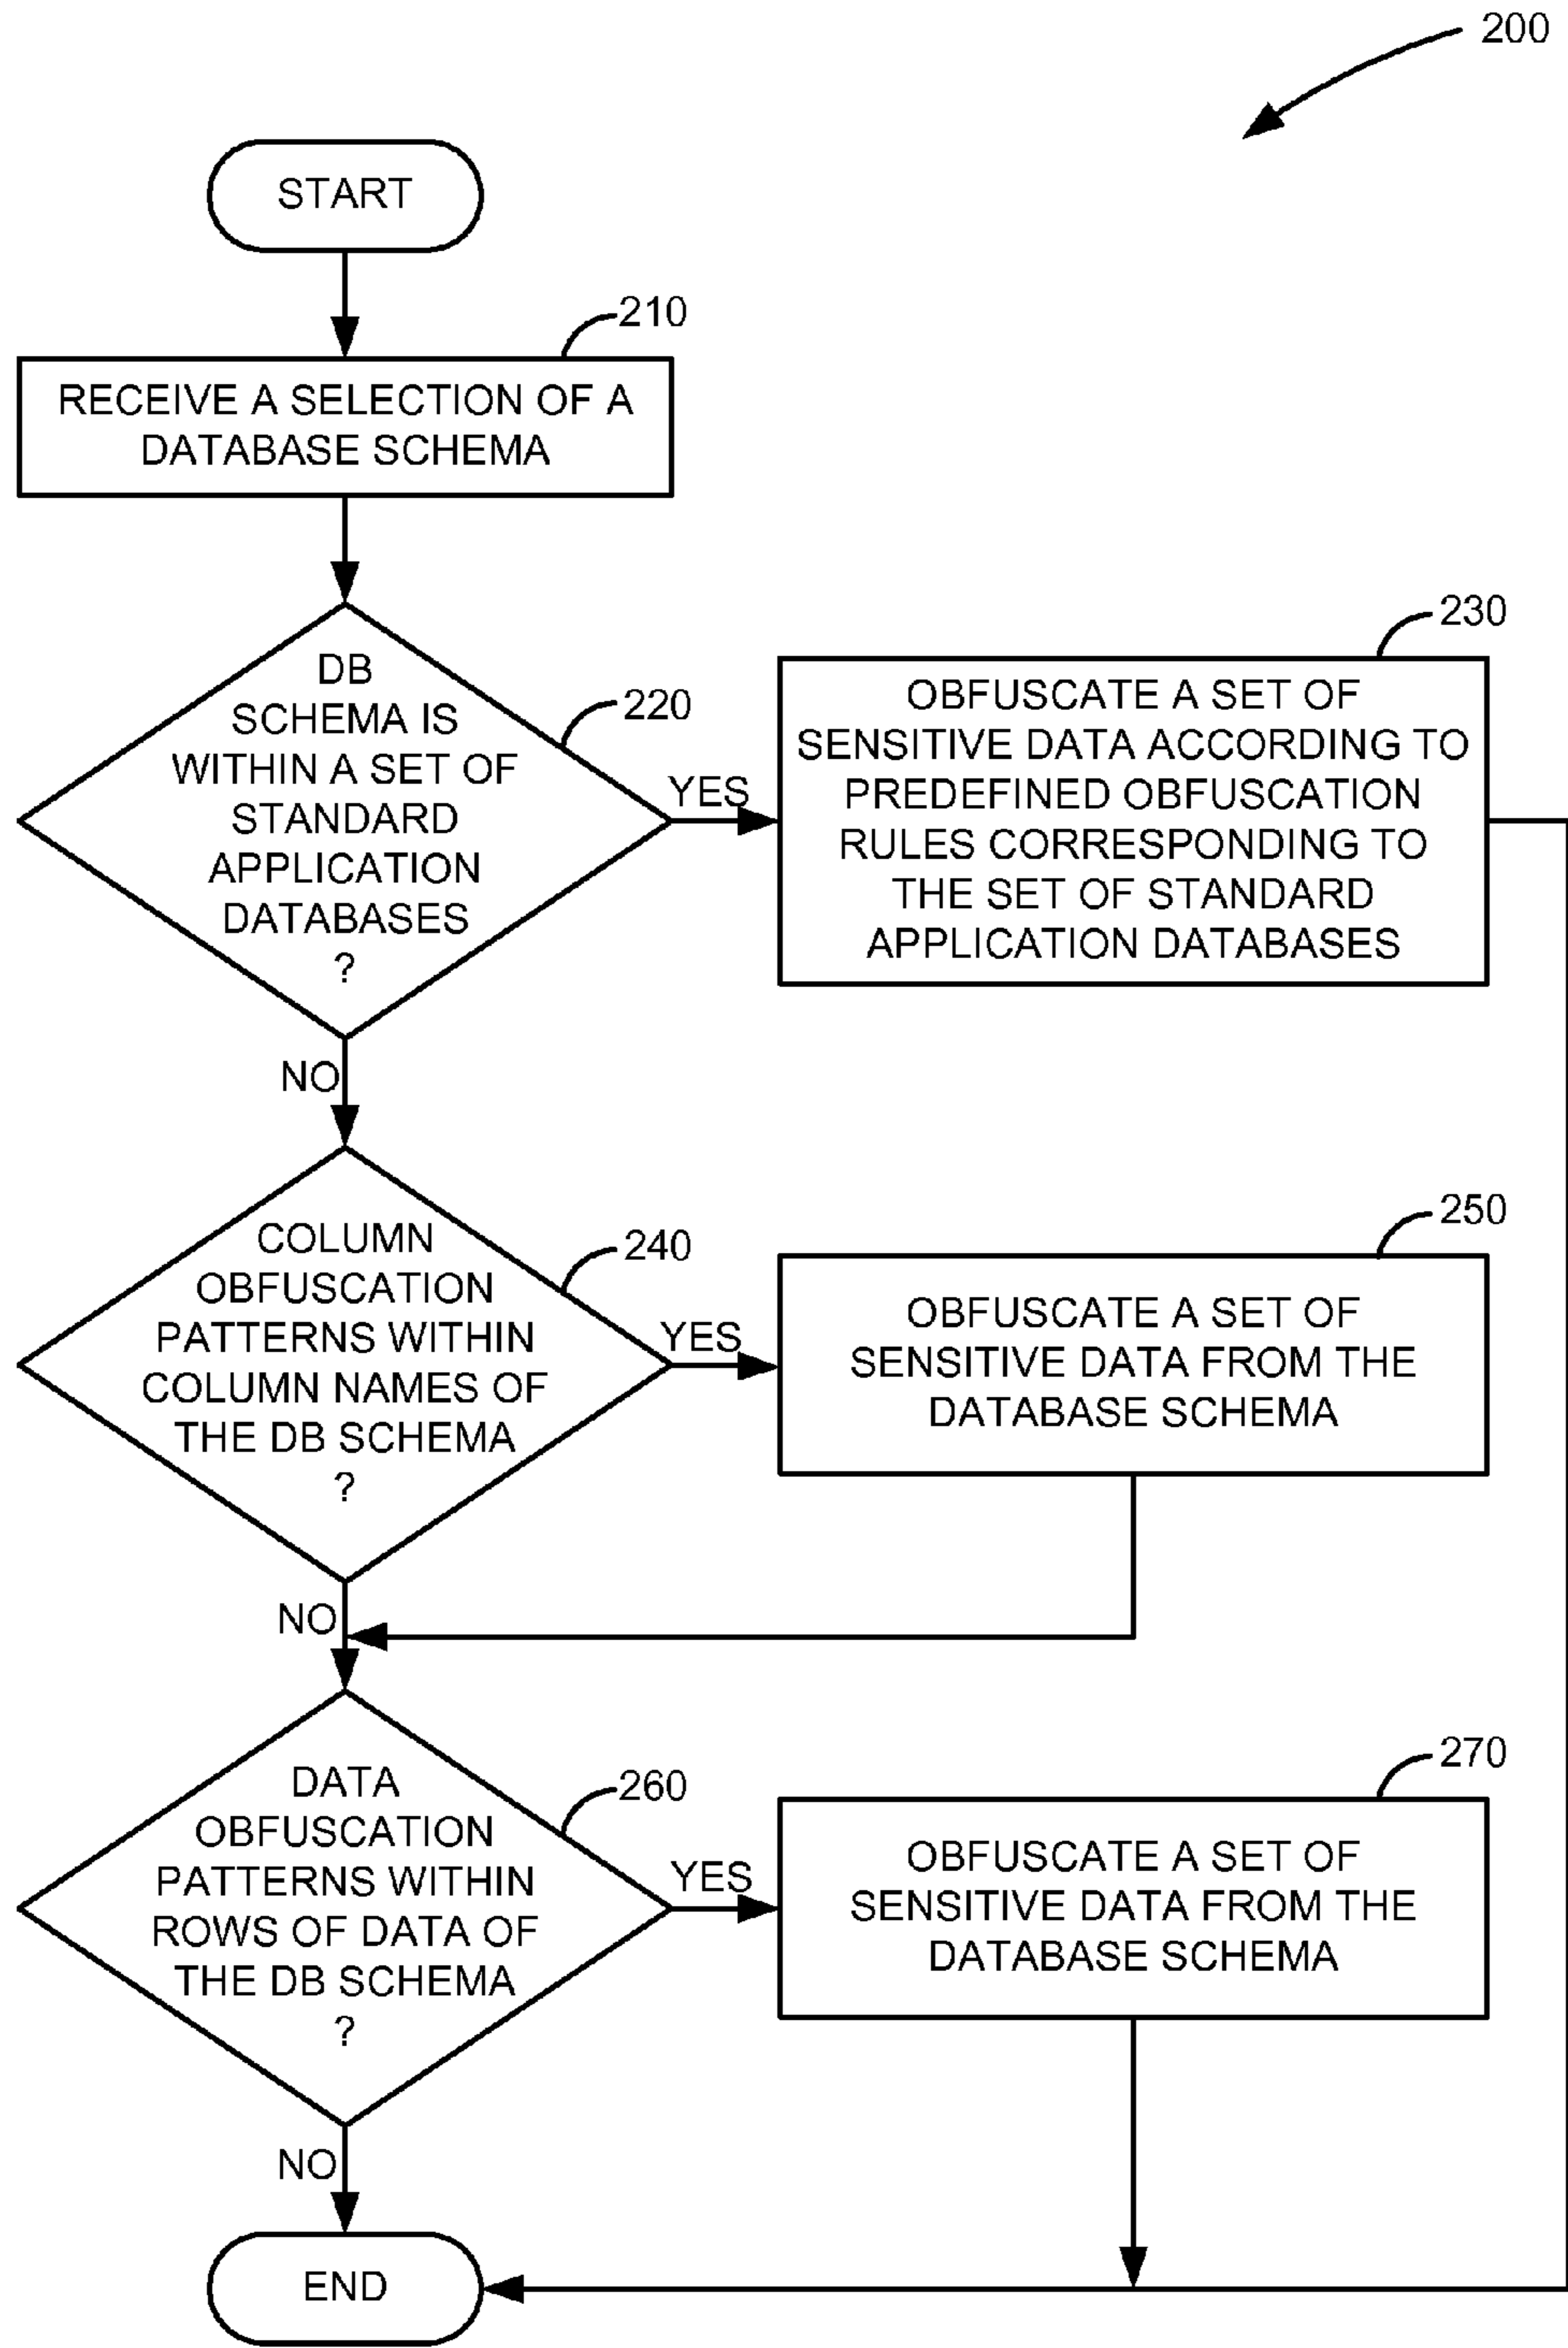 200
START
210
RECEIVE A SELECTION OF A
DATABASE SCHEMA
DB
SCHEMA IS
WITHIN A SET OF
STANDARD
APPLICATION
DATABASES
?
220
YES
230
OBFUSCATE A SET OF
SENSITIVE DATA ACCORDING TO
PREDEFINED OBFUSCATION
RULES CORRESPONDING TO
THE SET OF STANDARD
APPLICATION DATABASES
NO
COLUMN
OBFUSCATION
PATTERNS WITHIN
COLUMN NAMES OF
THE DB SCHEMA
?
240
YES
250
OBFUSCATE A SET OF
SENSITIVE DATA FROM THE
DATABASE SCHEMA
NO
DATA
OBFUSCATION
PATTERNS WITHIN
ROWS OF DATA OF
THE DB SCHEMA
?
260
YES
270
OBFUSCATE A SET OF
SENSITIVE DATA FROM THE
DATABASE SCHEMA
NO
END